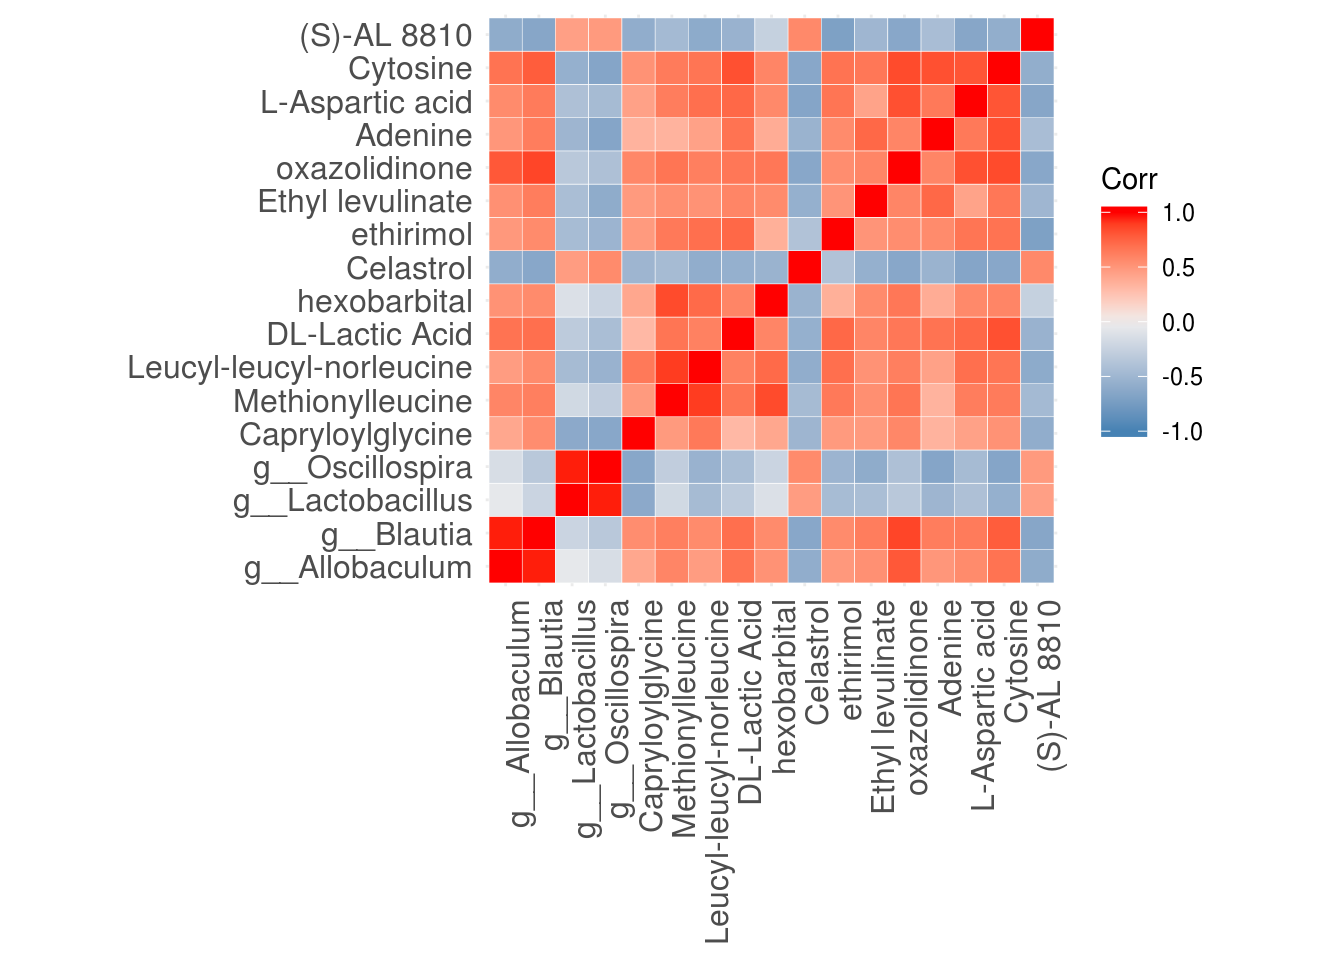 (S)-AL 8810
Cytosine
L-Aspartic acid
Adenine
oxazolidinone
Ethyl levulinate
ethirimol
Celastrol
hexobarbital
DL-Lactic Acid
Leucyl-leucyl-norleucine
Methionylleucine
Capryloylglycine
g__Oscillospira
g__Lactobacillus
g__Blautia
g__Allobaculum
g__Allobaculum
g__Blautia
g__Lactobacillus
g__Oscillospira
Capryloylglycine
Methionylleucine
Leucyl-leucyl-norleucine
DL-Lactic Acid
hexobarbital
Celastrol
ethirimol
Ethyl levulinate
oxazolidinone
Adenine
L-Aspartic acid
Cytosine
(S)-AL 8810
Corr
1.0
0.5
0.0
-0.5
-1.0